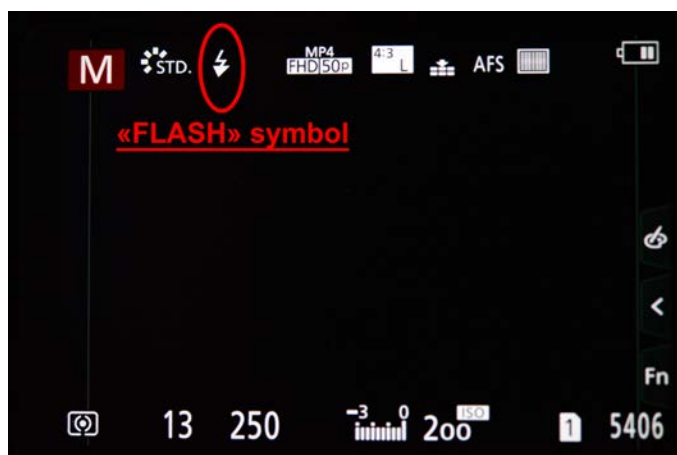 M STD. MP4 FHD 50p 4:3 L AFS
«FLASH» symbol
Fn
13 250 -3 0 200 ISO 1 5406